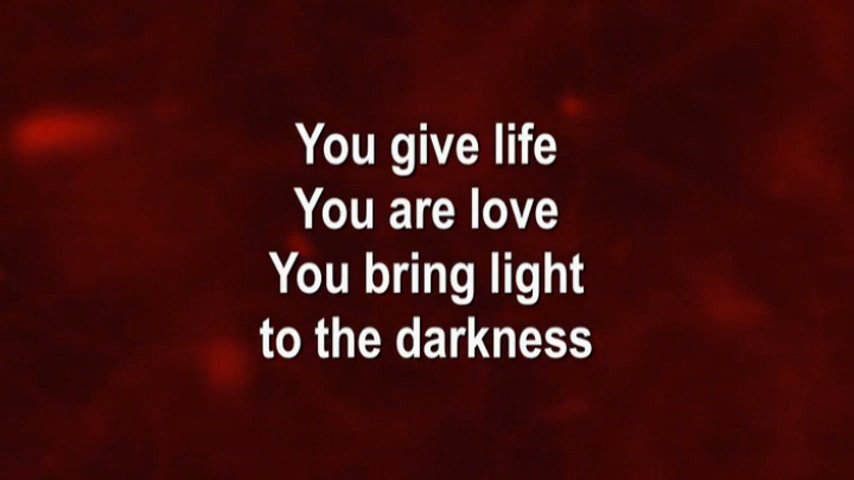 You give life
You are love
You bring light
to the darkness